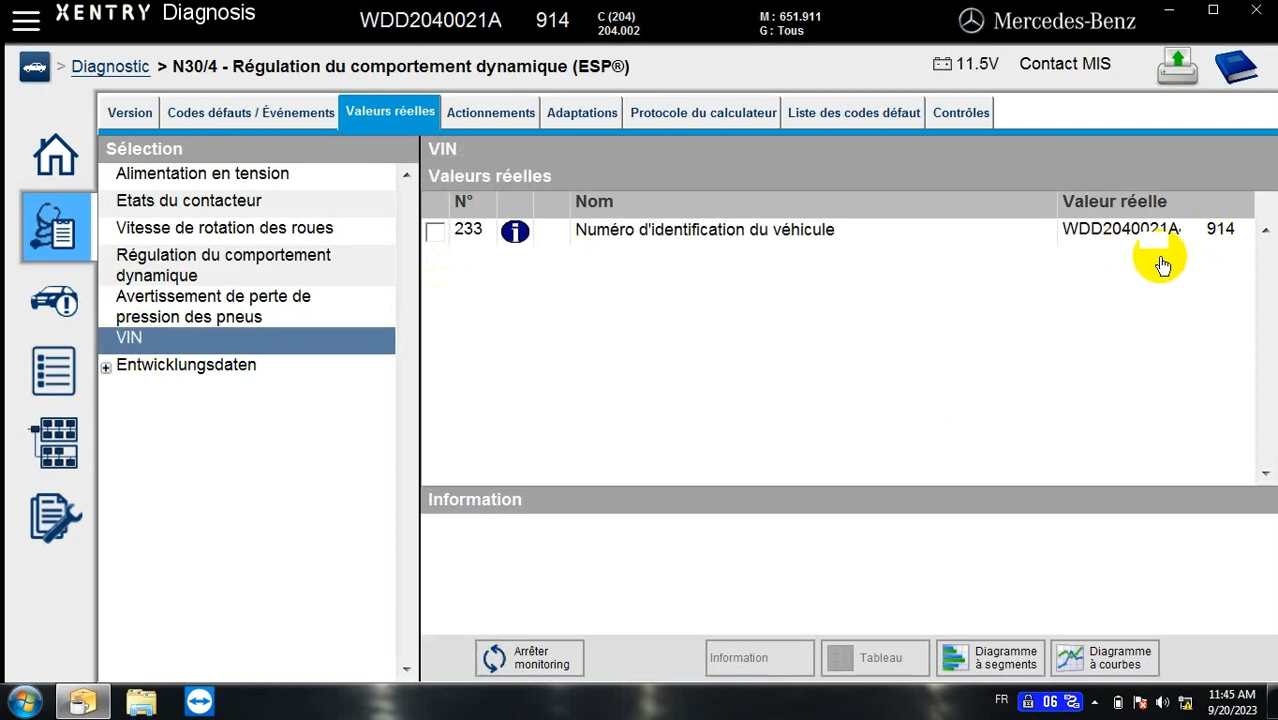 XENTRY Diagnosis
WDD2040021A 914
C (204)
204.002
M : 651.911
G : Tous
Mercedes-Benz
> Diagnostic > N30/4 - Régulation du comportement dynamique (ESP®)
11.5V Contact MIS
Version
Codes défauts / Événements
Valeurs réelles
Actionnements
Adaptations
Protocole du calculateur
Liste des codes défaut
Contrôles
Sélection
Alimentation en tension
Etats du contacteur
Vitesse de rotation des roues
Régulation du comportement
dynamique
Avertissement de perte de
pression des pneus
VIN
Entwicklungsdaten
VIN
Valeurs réelles
N° Nom Valeur réelle
233 Numéro d'identification du véhicule WDD2040021A 914
Information
Arrêter
monitoring
Information
Tableau
Diagramme
à segments
Diagramme
à courbes
FR
06
11:45 AM
9/20/2023